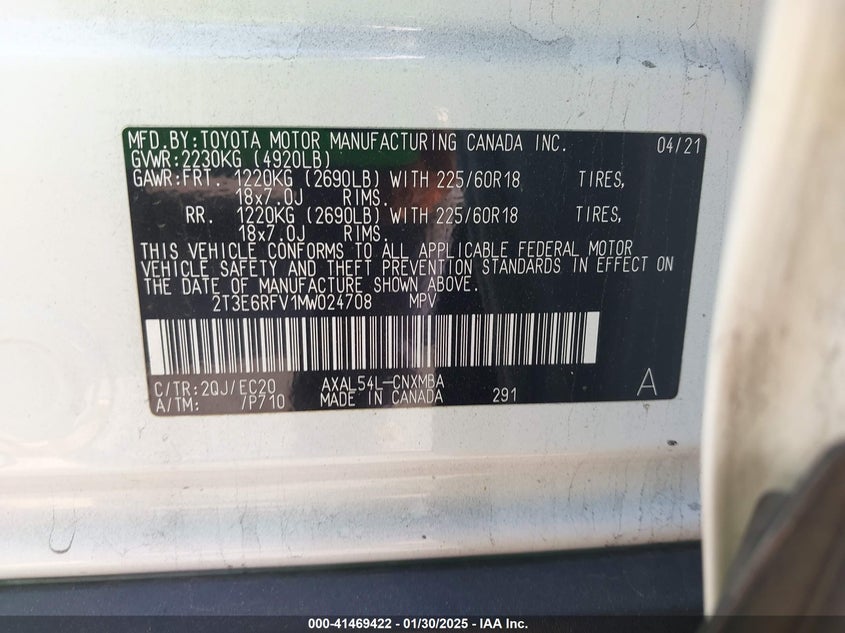 MFD.BY:TOYOTA MOTOR MANUFACTURING CANADA INC. 04/21
GVWR:2230KG (4920LB)
GAWR:FRT. 1220KG (2690LB) WITH 225/60R18 TIRES,
18x7.0J RIMS.
RR. 1220KG (2690LB) WITH 225/60R18 TIRES,
18x7.0J RIMS.
THIS VEHICLE CONFORMS TO ALL APPLICABLE FEDERAL MOTOR
VEHICLE SAFETY AND THEFT PREVENTION STANDARDS IN EFFECT ON
THE DATE OF MANUFACTURE SHOWN ABOVE.
2T3E6RFV1MW024708 MPV
C/TR:2QJ/EC20 AXAL54L-CNXMBA
A/TM: /P710 MADE IN CANADA 291 A
000-41469422 - 01/30/2025 - IAA Inc.